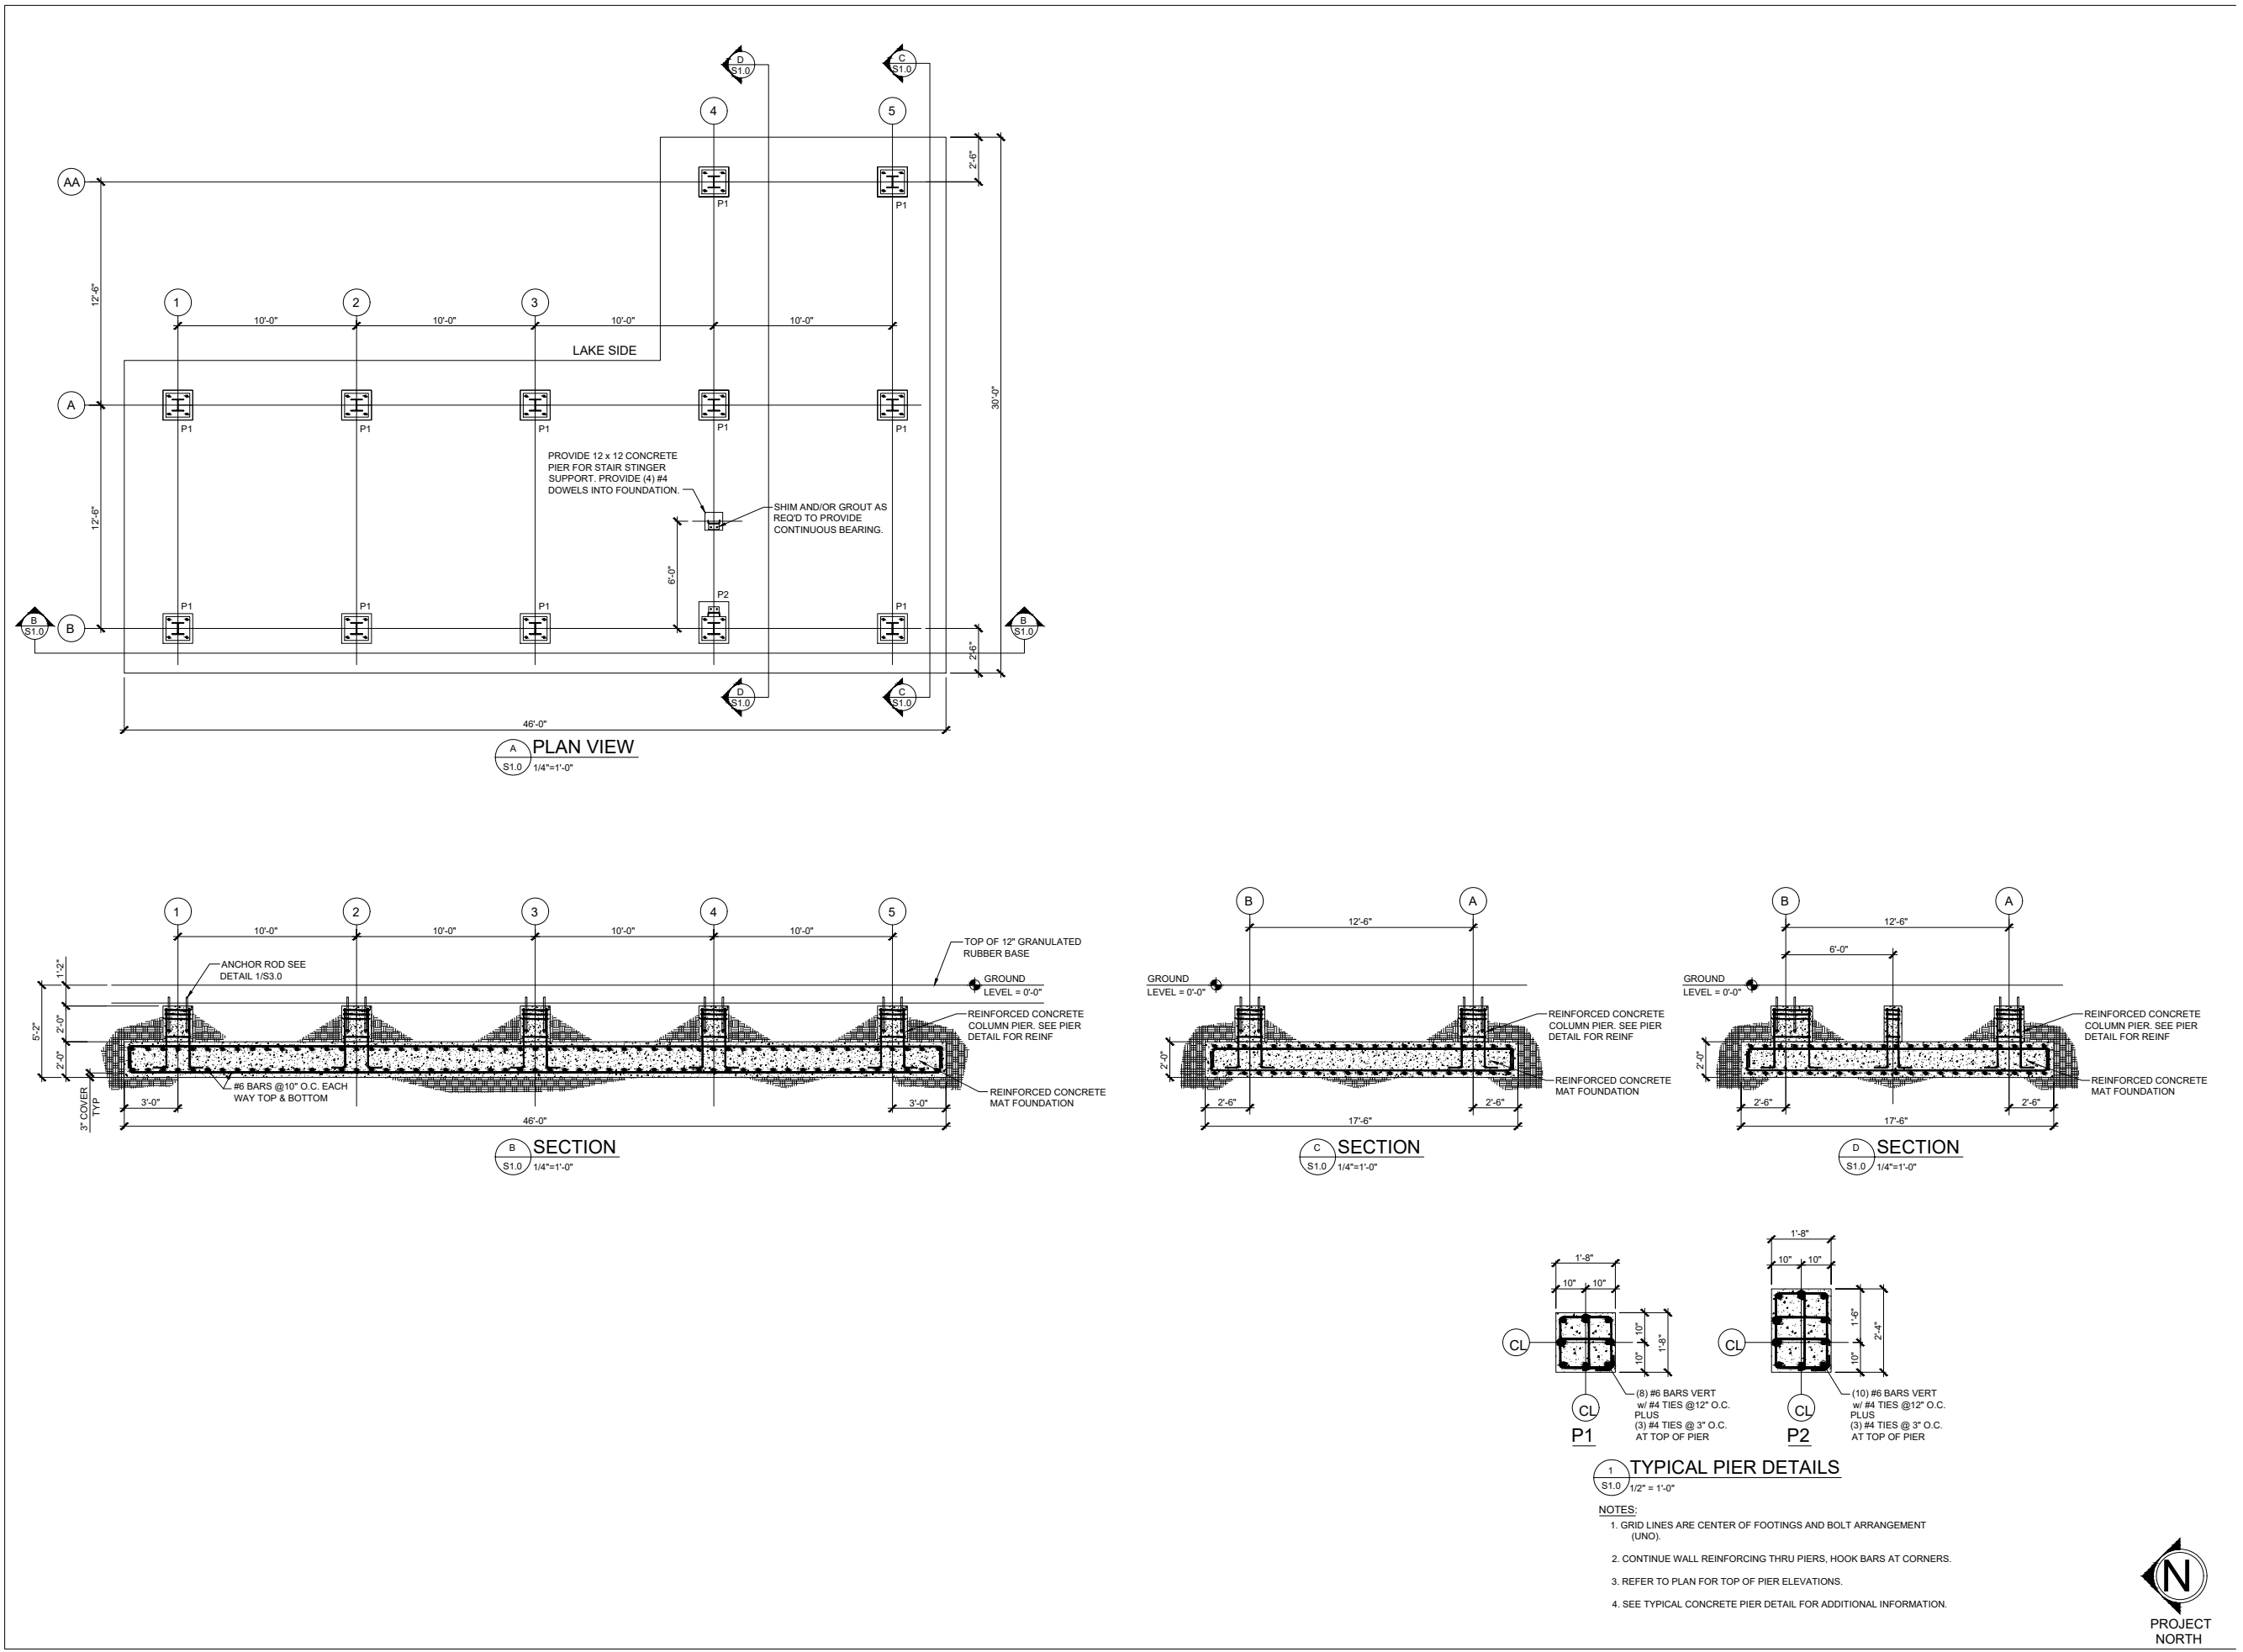 D
S1.0
C
S1.0
4
5
AA
2'-6"
P1
P1
12'-6"
1
2
3
10'-0"
10'-0"
10'-0"
10'-0"
LAKE SIDE
30'-0"
A
P1
P1
P1
P1
P1
PROVIDE 12 x 12 CONCRETE
PIER FOR STAIR STINGER
SUPPORT. PROVIDE (4) #4
DOWELS INTO FOUNDATION.
SHIM AND/OR GROUT AS
REQ'D TO PROVIDE
CONTINUOUS BEARING.
12'-6"
6'-0"
P1
P1
P1
P2
P1
B
S1.0
B
B
S1.0
2'-6"
D
S1.0
C
S1.0
46'-0"
A
S1.0
PLAN VIEW
1/4"=1'-0"
1
2
3
4
5
10'-0"
10'-0"
10'-0"
10'-0"
TOP OF 12" GRANULATED
RUBBER BASE
ANCHOR ROD SEE
DETAIL 1/S3.0
GROUND
LEVEL = 0'-0"
1'-2"
2'-0"
5'-2"
2'-0"
3" COVER
TYP
REINFORCED CONCRETE
COLUMN PIER. SEE PIER
DETAIL FOR REINF
#6 BARS @10" O.C. EACH
WAY TOP & BOTTOM
REINFORCED CONCRETE
MAT FOUNDATION
3'-0"
3'-0"
46'-0"
B
S1.0
SECTION
1/4"=1'-0"
B
A
12'-6"
GROUND
LEVEL = 0'-0"
REINFORCED CONCRETE
COLUMN PIER. SEE PIER
DETAIL FOR REINF
2'-0"
REINFORCED CONCRETE
MAT FOUNDATION
2'-6"
2'-6"
17'-6"
C
S1.0
SECTION
1/4"=1'-0"
B
A
12'-6"
6'-0"
GROUND
LEVEL = 0'-0"
REINFORCED CONCRETE
COLUMN PIER. SEE PIER
DETAIL FOR REINF
2'-0"
REINFORCED CONCRETE
MAT FOUNDATION
2'-6"
2'-6"
17'-6"
D
S1.0
SECTION
1/4"=1'-0"
1'-8"
10"
10"
10"
10"
1'-8"
CL
CL
(8) #6 BARS VERT
w/ #4 TIES @12" O.C.
PLUS
(3) #4 TIES @ 3" O.C.
AT TOP OF PIER
P1
1'-8"
10"
10"
1'-6"
10"
2'-4"
CL
CL
(10) #6 BARS VERT
w/ #4 TIES @12" O.C.
PLUS
(3) #4 TIES @ 3" O.C.
AT TOP OF PIER
P2
1
S1.0
TYPICAL PIER DETAILS
1/2" = 1'-0"
NOTES:
1. GRID LINES ARE CENTER OF FOOTINGS AND BOLT ARRANGEMENT
(UNO).
2. CONTINUE WALL REINFORCING THRU PIERS, HOOK BARS AT CORNERS.
3. REFER TO PLAN FOR TOP OF PIER ELEVATIONS.
4. SEE TYPICAL CONCRETE PIER DETAIL FOR ADDITIONAL INFORMATION.
N
PROJECT
NORTH